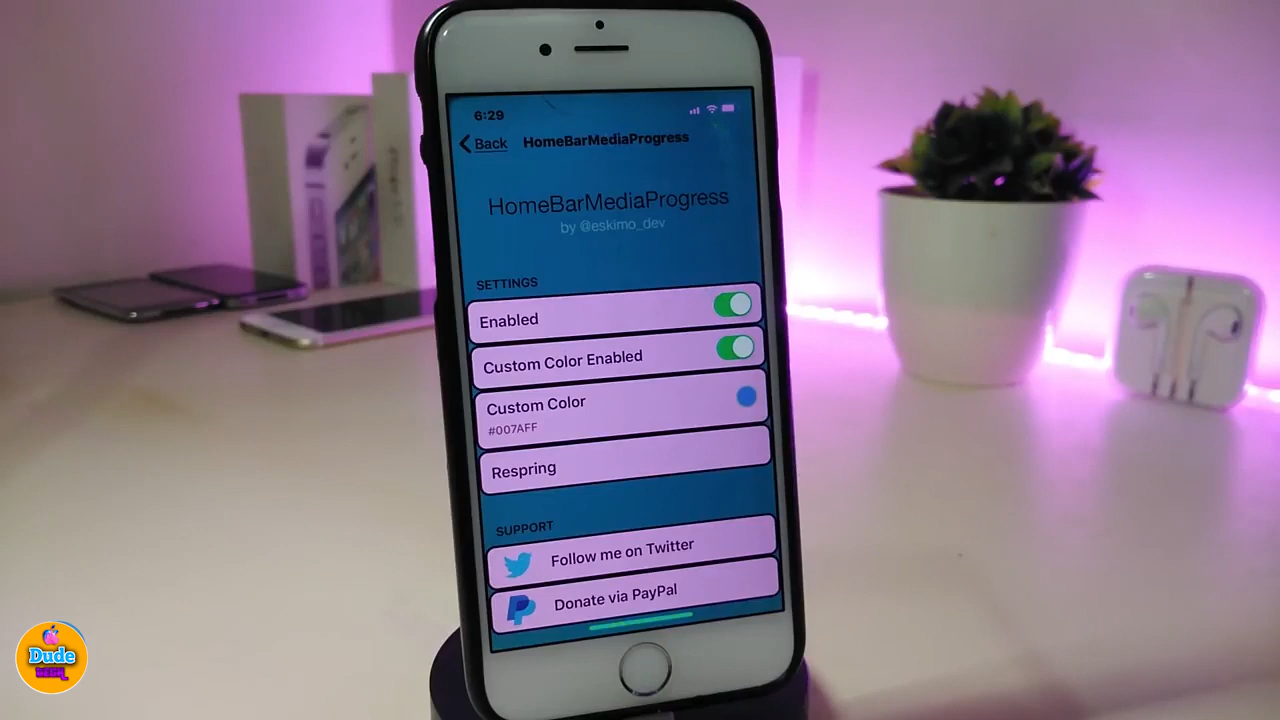 6:29
Back
HomeBarMediaProgress
HomeBarMediaProgress
by @eskimo_dev
SETTINGS
Enabled
Custom Color Enabled
Custom Color
#007AFF
Respring
SUPPORT
Follow me on Twitter
Donate via PayPal
Dude
GEEK